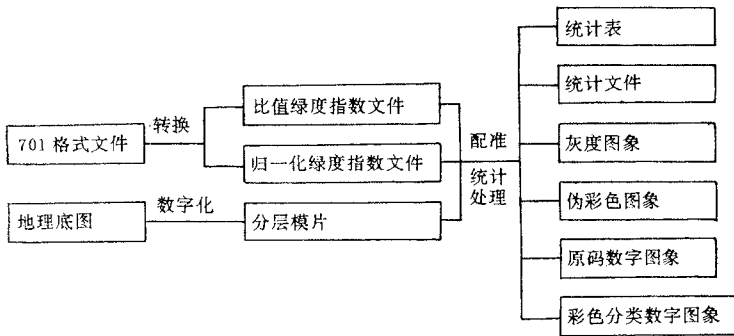 统计表
统计文件
比值绿度指数文件
转换
配准
701 格式文件
灰度图象
归一化绿度指数文件
统计
处理
数字化
地理底图
分层模片
伪彩色图象
原码数字图象
彩色分类数字图象